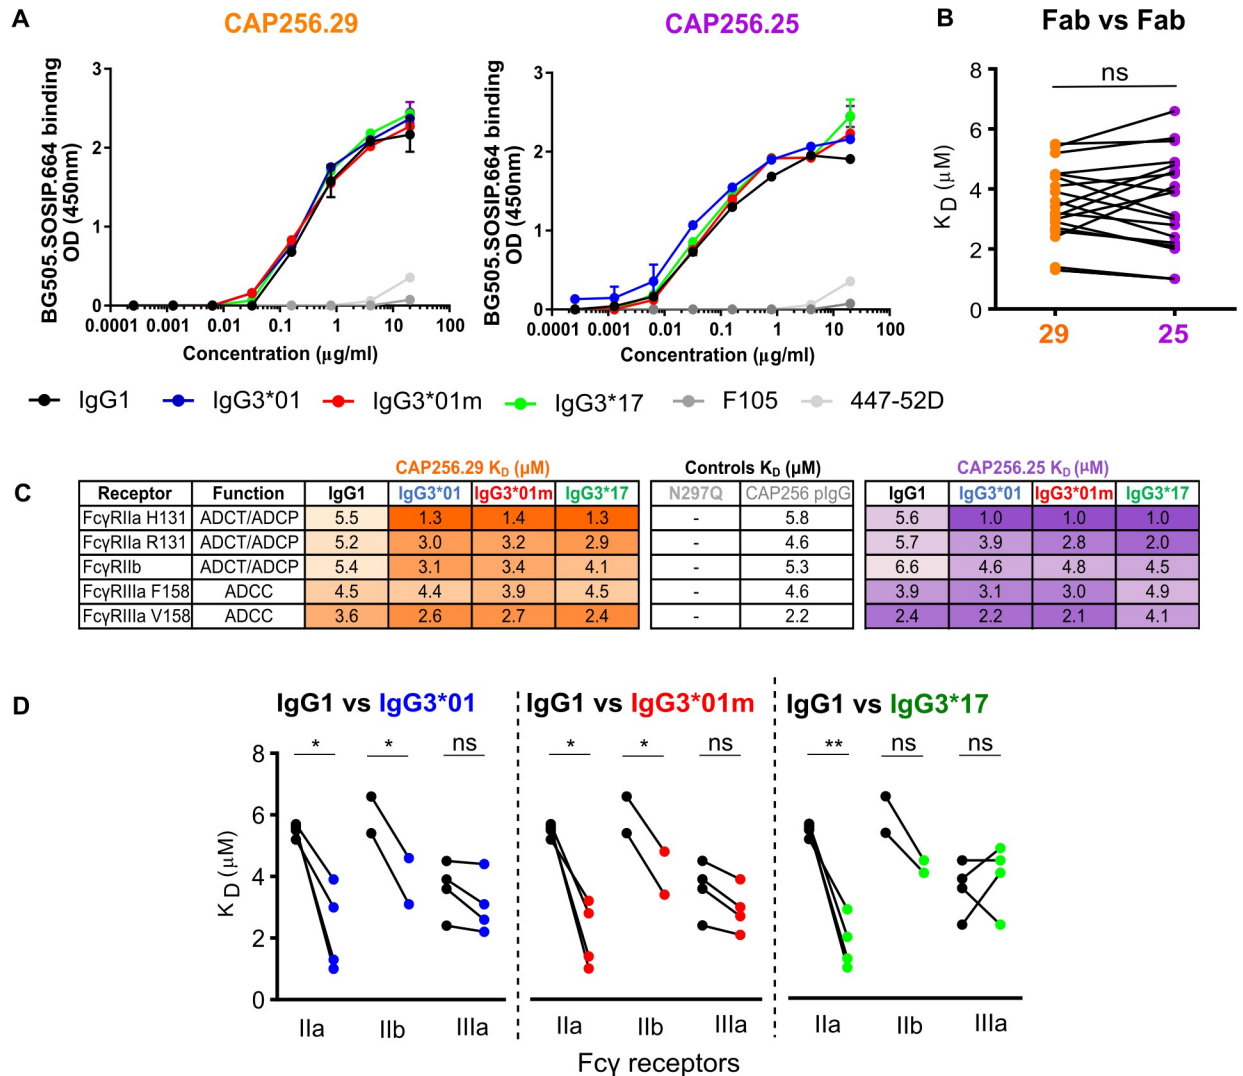 A
CAP256.29
CAP256.25
B
Fab vs Fab
BG505.SOSIP.664 binding
OD (450nm)
3
2
1
0
0.0001
0.001
0.01
0.1
1
10
100
Concentration (μg/ml)
BG505.SOSIP.664 binding
OD (450nm)
3
2
1
0
0.0001
0.001
0.01
0.1
1
10
100
Concentration (μg/ml)
ns
K_D (μM)
8
6
4
2
0
29
25
IgG1
IgG3*01
IgG3*01m
IgG3*17
F105
447-52D
C
CAP256.29 K_D (μM)
Controls K_D (μM)
CAP256.25 K_D (μM)
Receptor Function IgG1 IgG3*01 IgG3*01m IgG3*17 N297Q CAP256 pIgG IgG1 IgG3*01 IgG3*01m IgG3*17
FcγRIIa H131 ADCT/ADCP 5.5 1.3 1.4 1.3 - 5.8 5.6 1.0 1.0 1.0
FcγRIIa R131 ADCT/ADCP 5.2 3.0 3.2 2.9 - 4.6 5.7 3.9 2.8 2.0
FcγRIIb ADCT/ADCP 5.4 3.1 3.4 4.1 - 5.3 6.6 4.6 4.8 4.5
FcγRIIIa F158 ADCC 4.5 4.4 3.9 4.5 - 4.6 3.9 3.1 3.0 4.9
FcγRIIIa V158 ADCC 3.6 2.6 2.7 2.4 - 2.2 2.4 2.2 2.1 4.1
D
IgG1 vs IgG3*01
IgG1 vs IgG3*01m
IgG1 vs IgG3*17
* * ns
* * ns
** ns ns
K_D (μM)
8
6
4
2
0
IIa IIb IIIa
IIa IIb IIIa
IIa IIb IIIa
Fcγ receptors